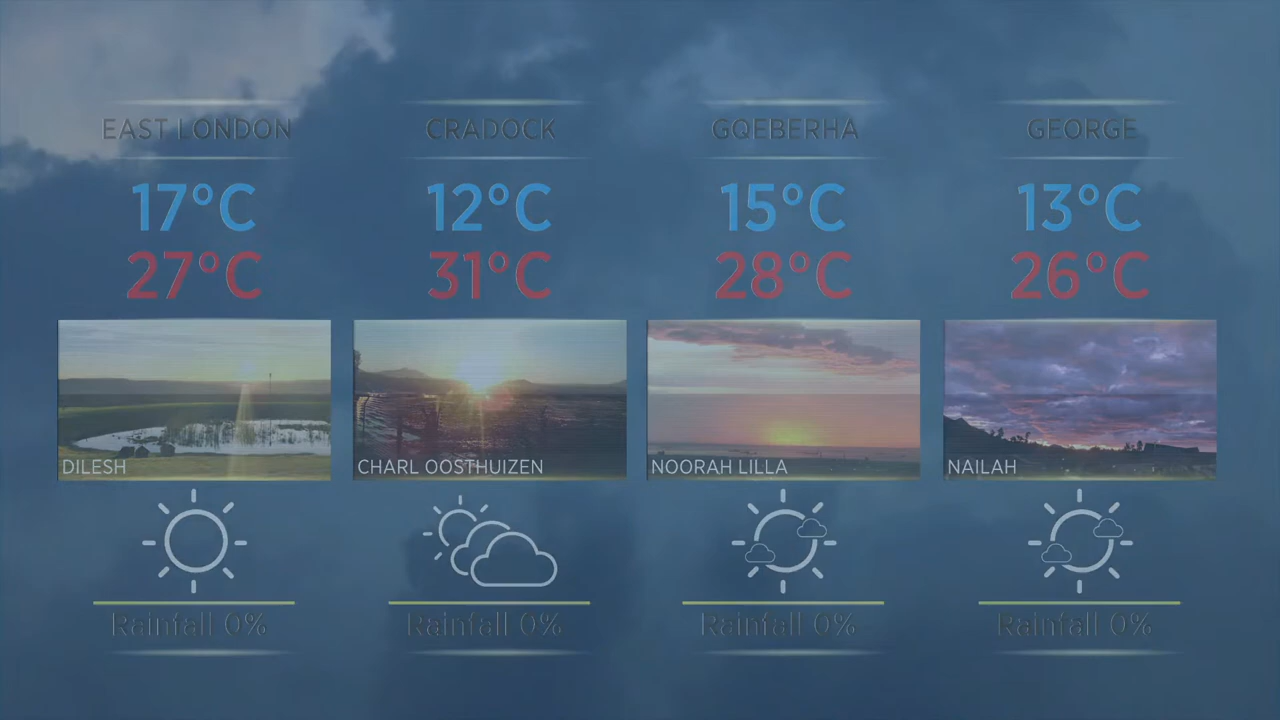 EAST LONDON
17°C
27°C
DILESH
Rainfall 0%
CRADOCK
12°C
31°C
CHARL OOSTHUIZEN
Rainfall 0%
GQEBERHA
15°C
28°C
NOORAH LILLA
Rainfall 0%
GEORGE
13°C
26°C
NAILAH
Rainfall 0%